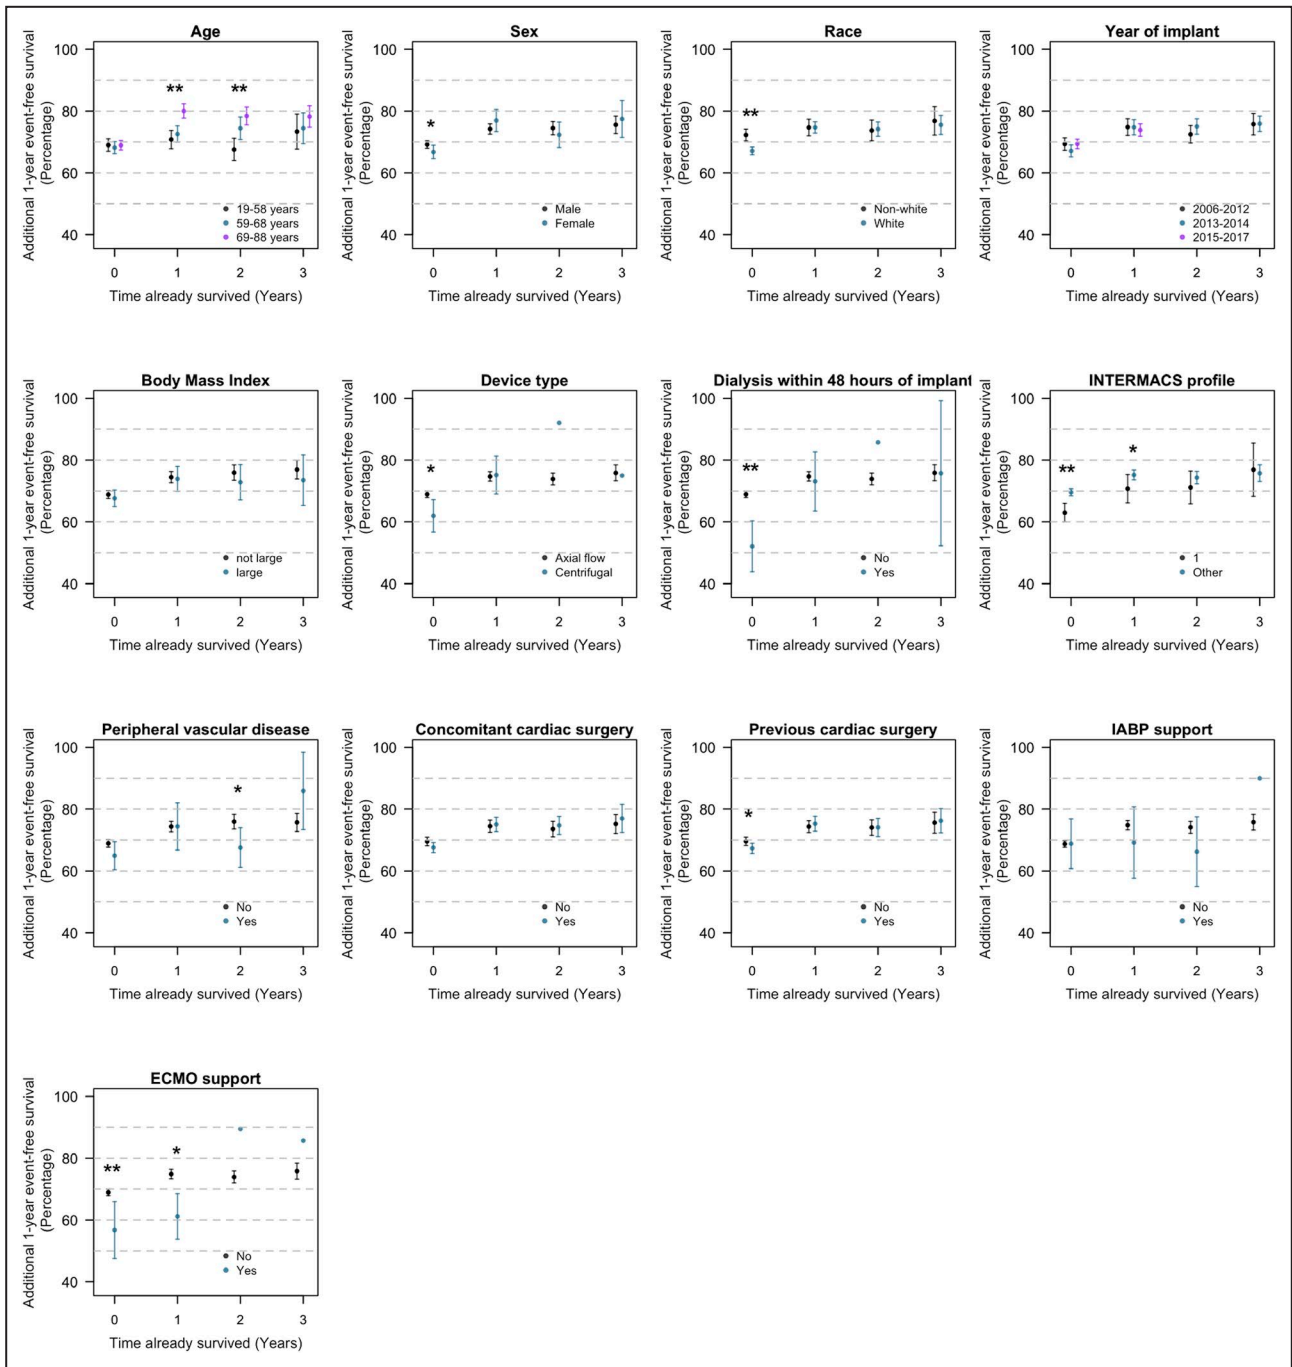 Age
Additional 1-year event-free survival
(Percentage)
100
80
60
40
** **
19-58 years
59-68 years
69-88 years
0 1 2 3
Time already survived (Years)
Sex
Additional 1-year event-free survival
(Percentage)
100
80
60
40
*
Male
Female
0 1 2 3
Time already survived (Years)
Race
Additional 1-year event-free survival
(Percentage)
100
80
60
40
**
Non-white
White
0 1 2 3
Time already survived (Years)
Year of implant
Additional 1-year event-free survival
(Percentage)
100
80
60
40
2006-2012
2013-2014
2015-2017
0 1 2 3
Time already survived (Years)
Body Mass Index
Additional 1-year event-free survival
(Percentage)
100
80
60
40
not large
large
0 1 2 3
Time already survived (Years)
Device type
Additional 1-year event-free survival
(Percentage)
100
80
60
40
*
Axial flow
Centrifugal
0 1 2 3
Time already survived (Years)
Dialysis within 48 hours of implant
Additional 1-year event-free survival
(Percentage)
100
80
60
40
**
No
Yes
0 1 2 3
Time already survived (Years)
INTERMACS profile
Additional 1-year event-free survival
(Percentage)
100
80
60
40
** *
1
Other
0 1 2 3
Time already survived (Years)
Peripheral vascular disease
Additional 1-year event-free survival
(Percentage)
100
80
60
40
*
No
Yes
0 1 2 3
Time already survived (Years)
Concomitant cardiac surgery
Additional 1-year event-free survival
(Percentage)
100
80
60
40
No
Yes
0 1 2 3
Time already survived (Years)
Previous cardiac surgery
Additional 1-year event-free survival
(Percentage)
100
80
60
40
*
No
Yes
0 1 2 3
Time already survived (Years)
IABP support
Additional 1-year event-free survival
(Percentage)
100
80
60
40
No
Yes
0 1 2 3
Time already survived (Years)
ECMO support
Additional 1-year event-free survival
(Percentage)
100
80
60
40
** *
No
Yes
0 1 2 3
Time already survived (Years)